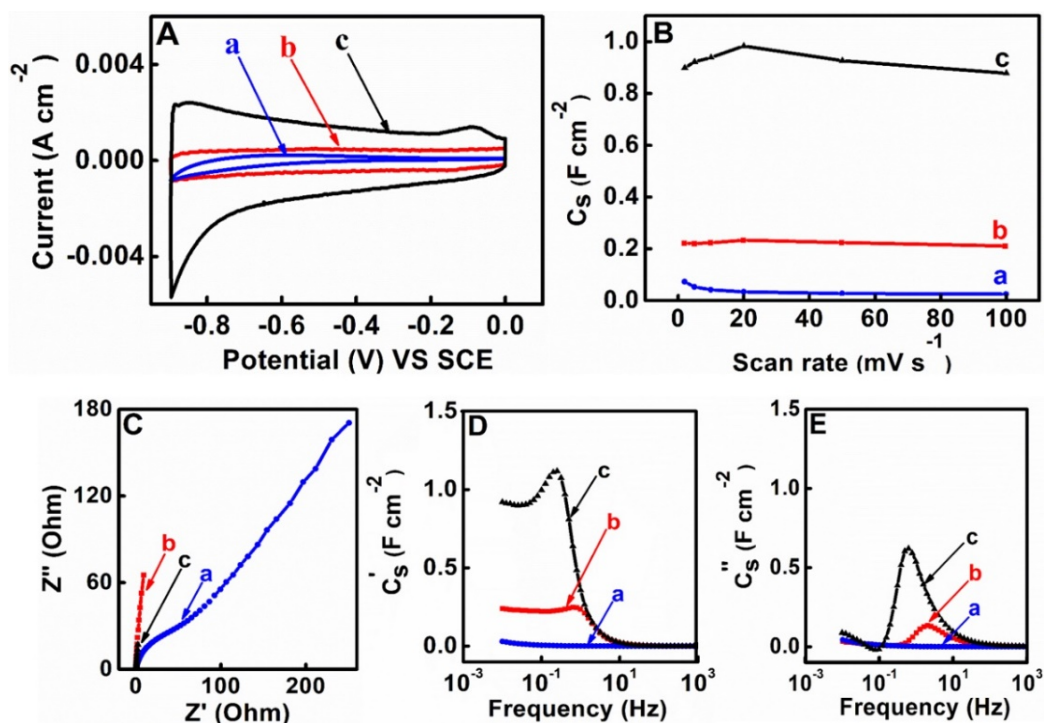 A
a
b
c
0.004
0.000
-0.004
Current (A cm-2)
-0.8
-0.6
-0.4
-0.2
0.0
Potential (V) VS SCE
B
1.0
0.8
0.6
0.4
0.2
0.0
Cs (F cm-2)
c
b
a
0
20
40
60
80
100
Scan rate (mV s-1)
C
180
120
60
0
Z'' (Ohm)
b
c
a
0
100
200
Z' (Ohm)
D
1.5
1.0
0.5
0.0
Cs' (F cm-2)
c
b
a
10-3
10-1
101
103
Frequency (Hz)
E
1.5
1.0
0.5
0.0
Cs'' (F cm-2)
c
b
a
10-3
10-1
101
103
Frequency (Hz)